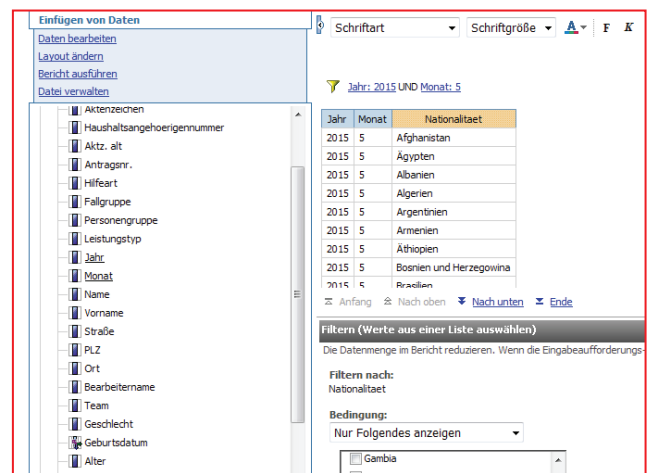 Einfügen von Daten
Daten bearbeiten
Layout ändern
Bericht ausführen
Datei verwalten
Aktenzeichen
Haushaltsangehoerigennummer
Aktz. alt
Antragsnr.
Hilfeart
Fallgruppe
Personengruppe
Leistungstyp
Jahr
Monat
Name
Vorname
Straße
PLZ
Ort
Bearbeitername
Team
Geschlecht
Geburtsdatum
Alter
Schriftart Schriftgröße A F K
Jahr: 2015 UND Monat: 5
Jahr Monat Nationalitaet
2015 5 Afghanistan
2015 5 Ägypten
2015 5 Albanien
2015 5 Algerien
2015 5 Argentinien
2015 5 Armenien
2015 5 Äthiopien
2015 5 Bosnien und Herzegowina
2015 5 Brasilien
Anfang Nach oben Nach unten Ende
Filtern (Werte aus einer Liste auswählen)
Die Datenmenge im Bericht reduzieren. Wenn die Eingabeaufforderungs-
Filtern nach:
Nationalitaet
Bedingung:
Nur Folgendes anzeigen
Gambia